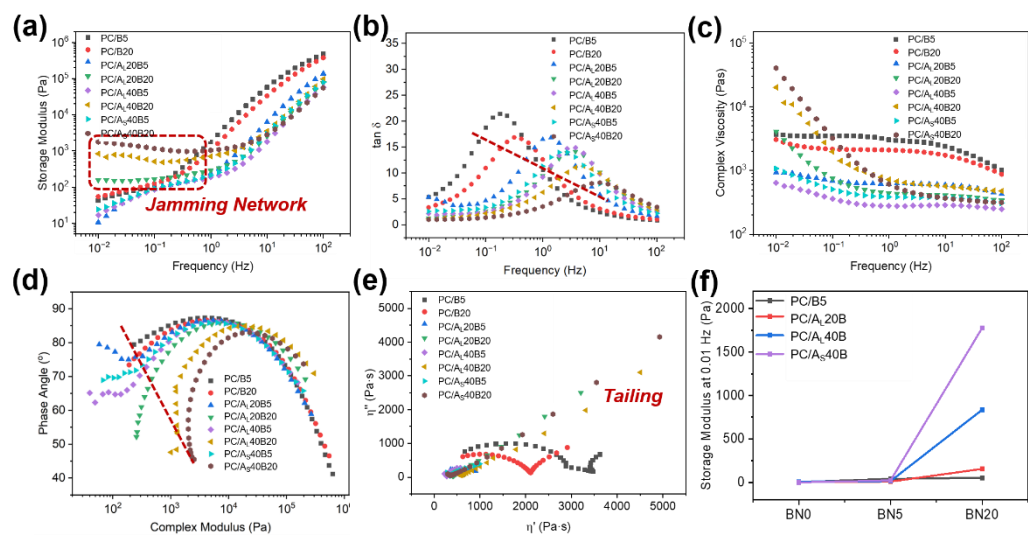 (a)
Storage Modulus (Pa)
10⁶
10⁵
10⁴
10³
10²
10¹
PC/B5
PC/B20
PC/A_L20B5
PC/A_L20B20
PC/A_L40B5
PC/A_L40B20
PC/A_S40B5
PC/A_S40B20
Jamming Network
10⁻² 10⁻¹ 10⁰ 10¹ 10²
Frequency (Hz)
(b)
tan δ
35
30
25
20
15
10
5
0
PC/B5
PC/B20
PC/A_L20B5
PC/A_L20B20
PC/A_L40B5
PC/A_L40B20
PC/A_S40B5
PC/A_S40B20
10⁻² 10⁻¹ 10⁰ 10¹ 10²
Frequency (Hz)
(c)
Complex Viscosity (Pas)
10⁵
10⁴
10³
10²
PC/B5
PC/B20
PC/A_L20B5
PC/A_L20B20
PC/A_L40B5
PC/A_L40B20
PC/A_S40B5
PC/A_S40B20
10⁻² 10⁻¹ 10⁰ 10¹ 10²
Frequency (Hz)
(d)
Phase Angle (º)
90
80
70
60
50
40
PC/B5
PC/B20
PC/A_L20B5
PC/A_L20B20
PC/A_L40B5
PC/A_L40B20
PC/A_S40B5
PC/A_S40B20
10² 10³ 10⁴ 10⁵ 10⁶
Complex Modulus (Pa)
(e)
η'' (Pa·s)
5000
4000
3000
2000
1000
0
PC/B5
PC/B20
PC/A_L20B5
PC/A_L20B20
PC/A_L40B5
PC/A_L40B20
PC/A_S40B5
PC/A_S40B20
Tailing
0 1000 2000 3000 4000 5000
η' (Pa·s)
(f)
Storage Modulus at 0.01 Hz (Pa)
2000
1750
1500
1250
1000
750
500
250
0
PC/B5
PC/A_L20B
PC/A_L40B
PC/A_S40B
BN0 BN5 BN20